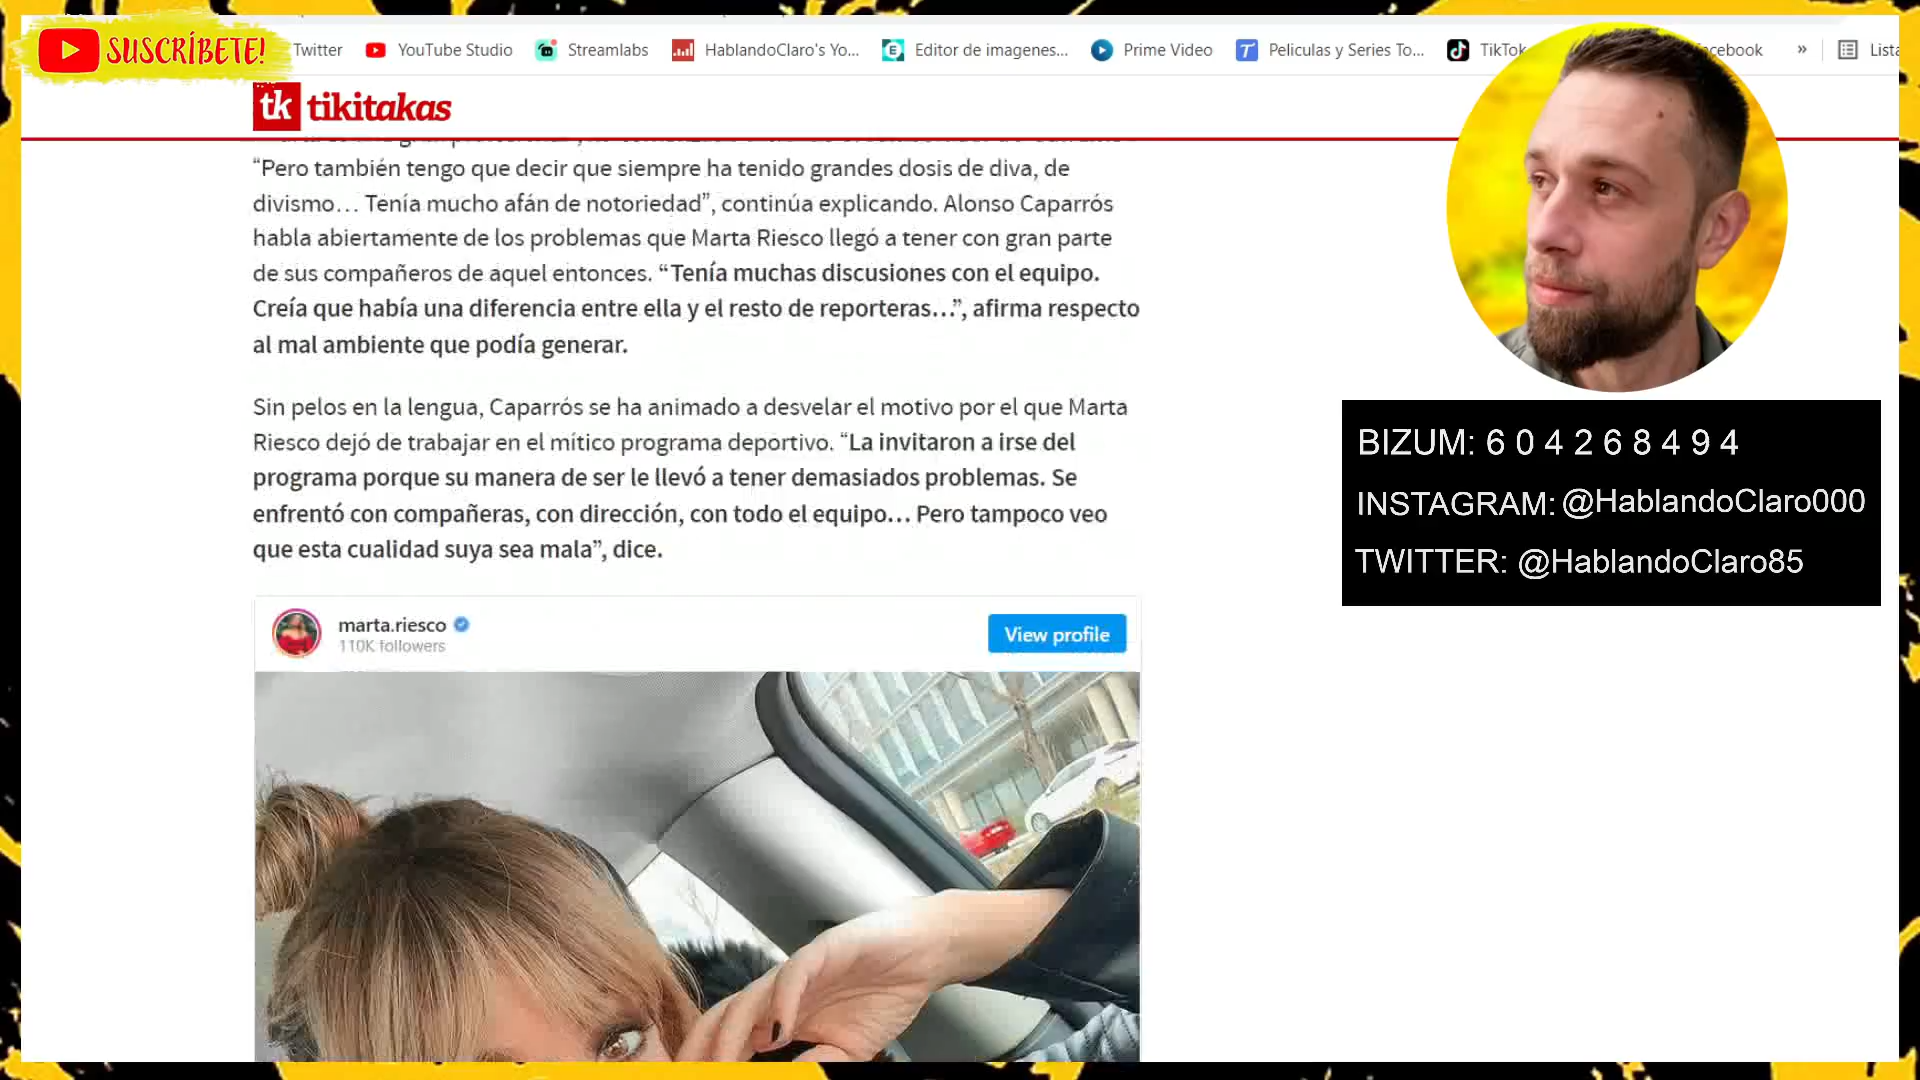 SUSCRÍBETE!
Twitter
YouTube Studio
Streamlabs
HablandoClaro's Yo...
Editor de imagenes...
Prime Video
Peliculas y Series To...
TikTok
»
tk tikitakas
“Pero también tengo que decir que siempre ha tenido grandes dosis de diva, de
divismo… Tenía mucho afán de notoriedad”, continúa explicando. Alonso Caparrós
habla abiertamente de los problemas que Marta Riesco llegó a tener con gran parte
de sus compañeros de aquel entonces. “Tenía muchas discusiones con el equipo.
Creía que había una diferencia entre ella y el resto de reporteras…”, afirma respecto
al mal ambiente que podía generar.
Sin pelos en la lengua, Caparrós se ha animado a desvelar el motivo por el que Marta
Riesco dejó de trabajar en el mítico programa deportivo. “La invitaron a irse del
programa porque su manera de ser le llevó a tener demasiados problemas. Se
enfrentó con compañeras, con dirección, con todo el equipo… Pero tampoco veo
que esta cualidad suya sea mala”, dice.
marta.riesco
110K followers
View profile
BIZUM: 6 0 4 2 6 8 4 9 4
INSTAGRAM: @HablandoClaro000
TWITTER: @HablandoClaro85